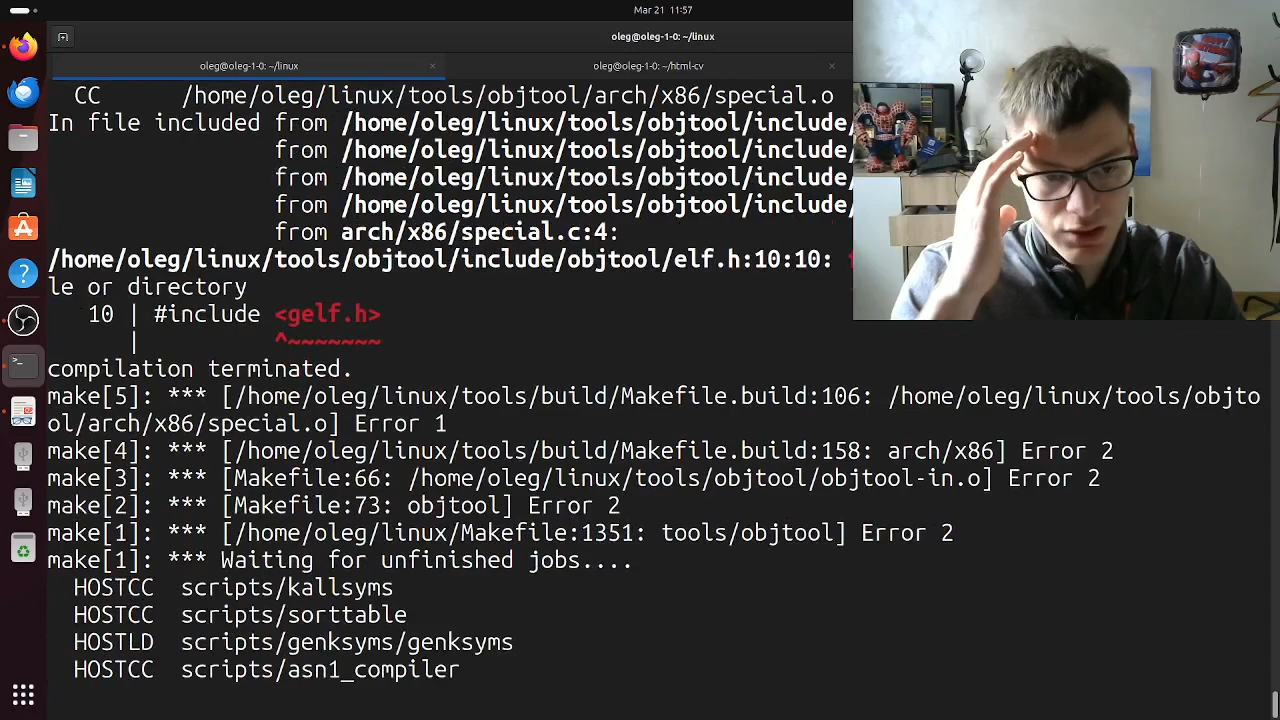 Mar 21 11:57
oleg@oleg-1-0: ~/linux
oleg@oleg-1-0: ~/linux
oleg@oleg-1-0: ~/html-cv
CC /home/oleg/linux/tools/objtool/arch/x86/special.o
In file included from /home/oleg/linux/tools/objtool/include/
from /home/oleg/linux/tools/objtool/include/
from /home/oleg/linux/tools/objtool/include/
from /home/oleg/linux/tools/objtool/include/
from arch/x86/special.c:4:
/home/oleg/linux/tools/objtool/include/objtool/elf.h:10:10:
le or directory
10 | #include <gelf.h>
| ^~~~~~~~
compilation terminated.
make[5]: *** [/home/oleg/linux/tools/build/Makefile.build:106: /home/oleg/linux/tools/objto
ol/arch/x86/special.o] Error 1
make[4]: *** [/home/oleg/linux/tools/build/Makefile.build:158: arch/x86] Error 2
make[3]: *** [Makefile:66: /home/oleg/linux/tools/objtool/objtool-in.o] Error 2
make[2]: *** [Makefile:73: objtool] Error 2
make[1]: *** [/home/oleg/linux/Makefile:1351: tools/objtool] Error 2
make[1]: *** Waiting for unfinished jobs....
HOSTCC scripts/kallsyms
HOSTCC scripts/sorttable
HOSTLD scripts/genksyms/genksyms
HOSTCC scripts/asn1_compiler